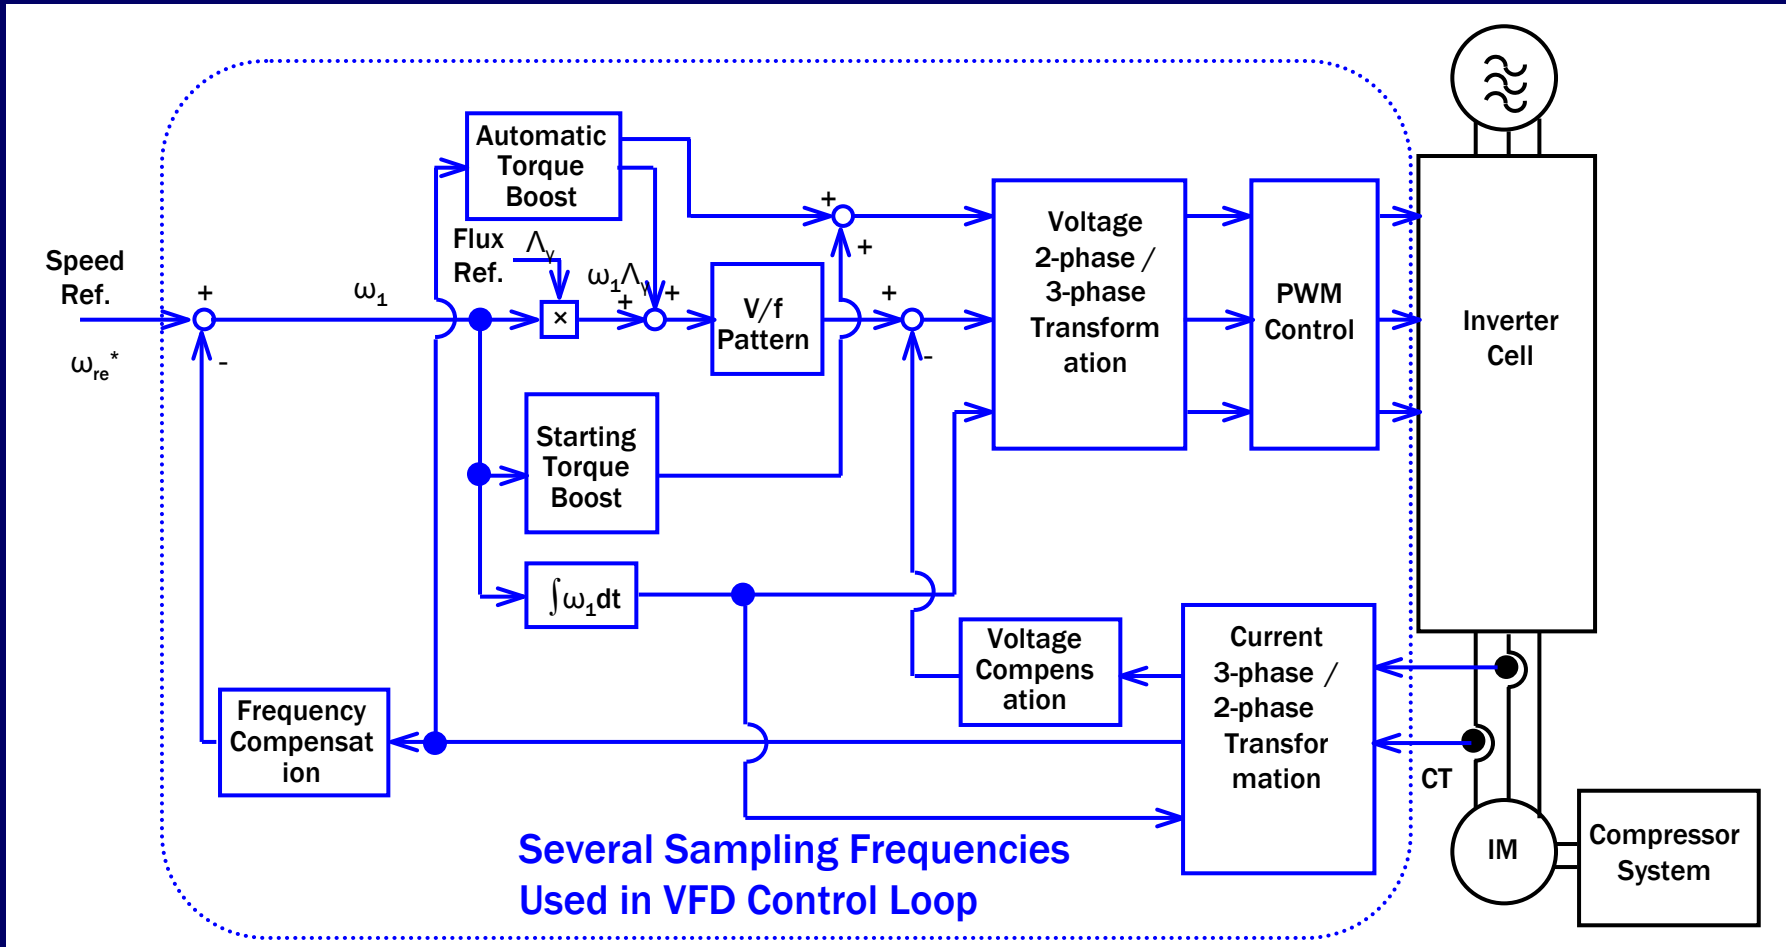 Automatic
Torque
Boost
Speed
Ref.
ω₁
ωre*
+
-
Flux
Ref.
Λγ
×
ω₁Λγ
+
+
V/f
Pattern
+
+
+
-
Starting
Torque
Boost
∫ω₁dt
Voltage
2-phase /
3-phase
Transform
ation
PWM
Control
Inverter
Cell
Voltage
Compens
ation
Current
3-phase /
2-phase
Transfor
mation
Frequency
Compensat
ion
CT
IM
Compressor
System
Several Sampling Frequencies
Used in VFD Control Loop